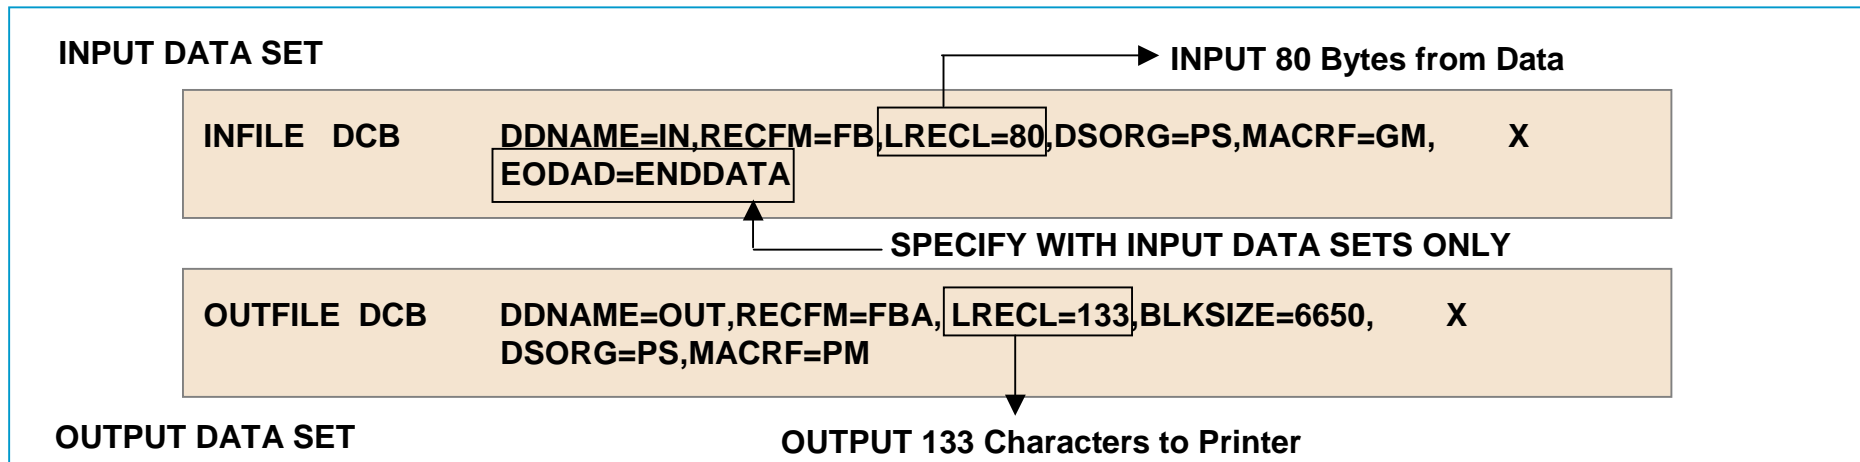 INPUT DATA SET
INPUT 80 Bytes from Data
INFILE DCB DDNAME=IN,RECFM=FB,LRECL=80,DSORG=PS,MACRF=GM, X
EODAD=ENDDATA
SPECIFY WITH INPUT DATA SETS ONLY
OUTFILE DCB DDNAME=OUT,RECFM=FBA, LRECL=133,BLKSIZE=6650, X
DSORG=PS,MACRF=PM
OUTPUT DATA SET
OUTPUT 133 Characters to Printer